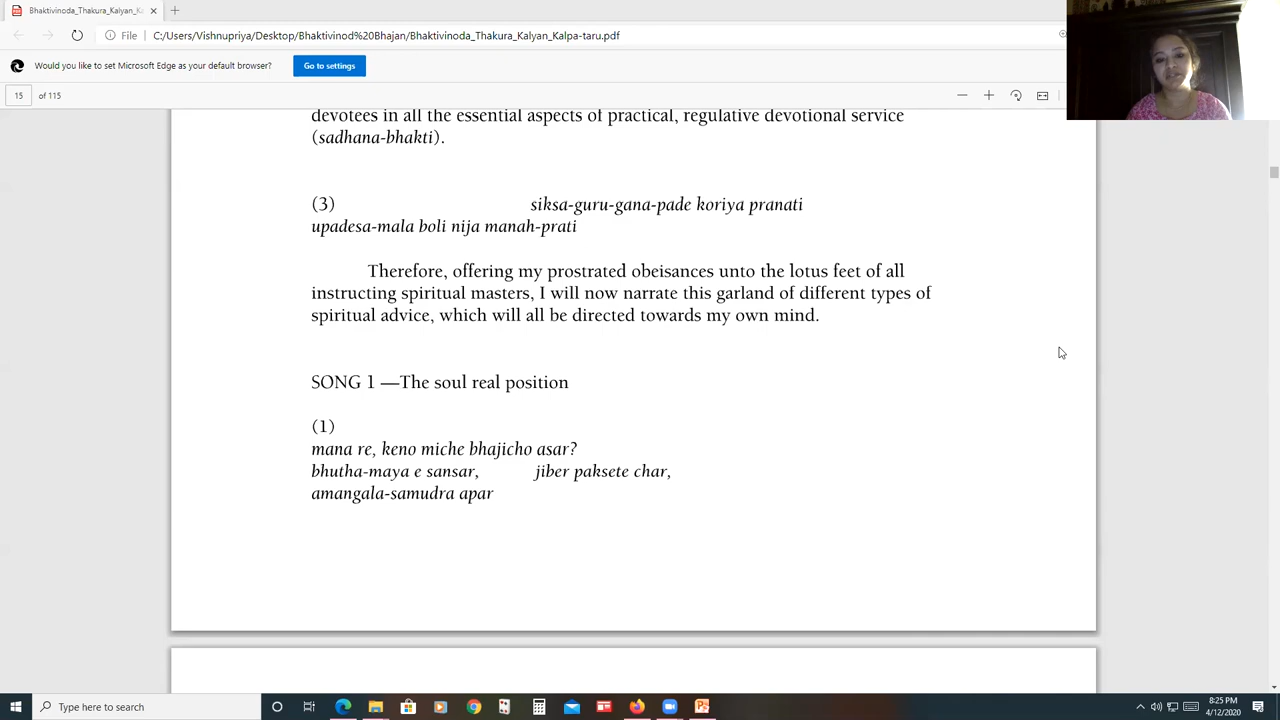 Bhaktivinoda_Thakura_Kalyan_Ka
File
C:/Users/Vishnupriya/Desktop/Bhaktivinod%20Bhajan/Bhaktivinoda_Thakura_Kalyan_Kalpa-taru.pdf
Would you like to set Microsoft Edge as your default browser?
Go to settings
15 of 115
devotees in all the essential aspects of practical, regulative devotional service
(sadhana-bhakti).
(3) siksa-guru-gana-pade koriya pranati
upadesa-mala boli nija manah-prati
Therefore, offering my prostrated obeisances unto the lotus feet of all
instructing spiritual masters, I will now narrate this garland of different types of
spiritual advice, which will all be directed towards my own mind.
SONG 1 —The soul real position
(1)
mana re, keno miche bhajicho asar?
bhutha-maya e sansar, jiber paksete char,
amangala-samudra apar
Type here to search
8:25 PM
4/12/2020